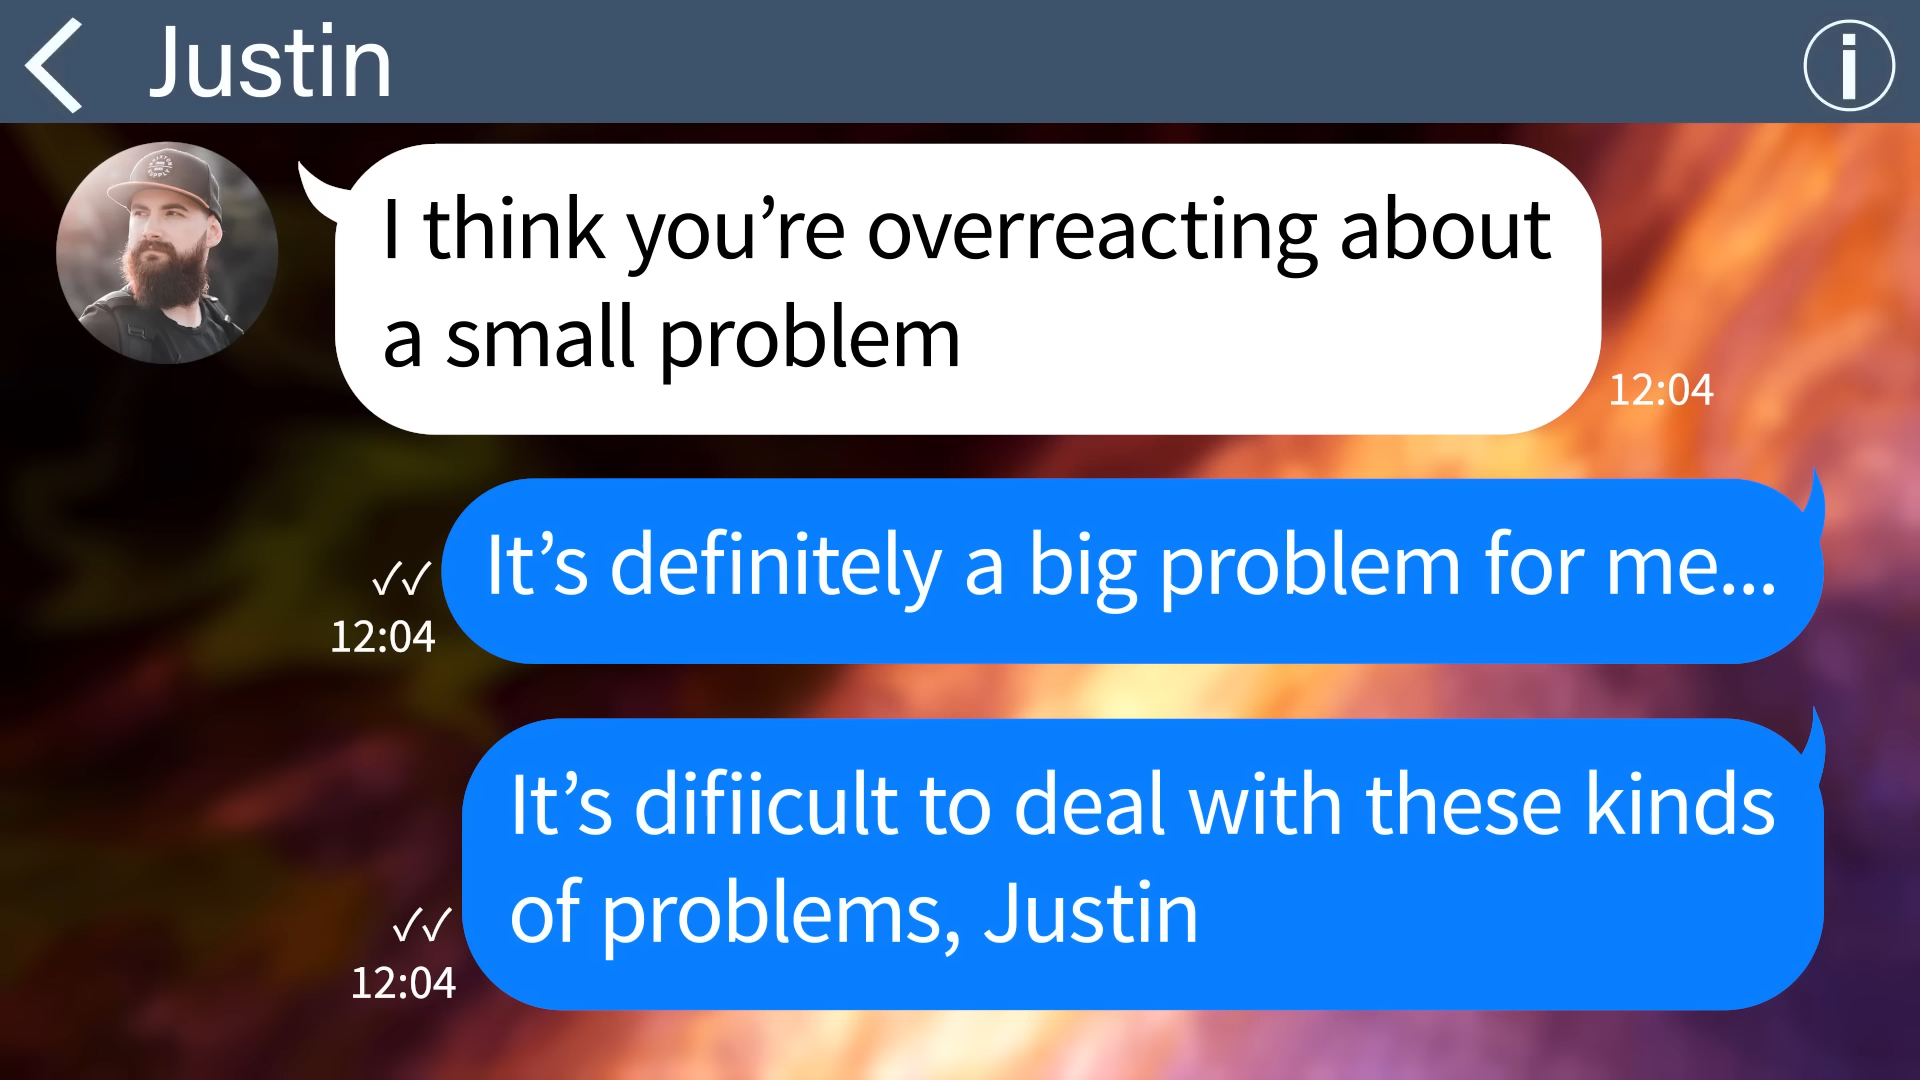 Justin
I think you’re overreacting about
a small problem
12:04
It’s definitely a big problem for me...
✓✓
12:04
It’s difiicult to deal with these kinds
of problems, Justin
✓✓
12:04